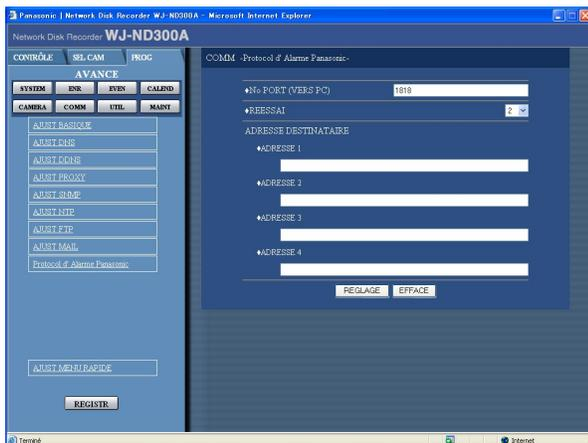 Panasonic | Network Disk Recorder WJ-ND300A - Microsoft Internet Explorer
Network Disk Recorder WJ-ND300A
CONTRÔLE SEL CAM PROG
AVANCE
SYSTEM ENR EVEN CALEND
CAMERA COMM UTIL MAINT
AJUST BASIQUE
AJUST DNS
AJUST DDNS
AJUST PROXY
AJUST SNMP
AJUST NTP
AJUST FTP
AJUST MAIL
Protocol d' Alarme Panasonic
AJUST MENU RAPIDE
REGISTR
COMM -Protocol d' Alarme Panasonic-
♦No PORT (VERS PC) 1818
♦REESSAI 2
ADRESSE DESTINATAIRE
♦ADRESSE 1
♦ADRESSE 2
♦ADRESSE 3
♦ADRESSE 4
REGLAGE EFFACE
Terminé Internet